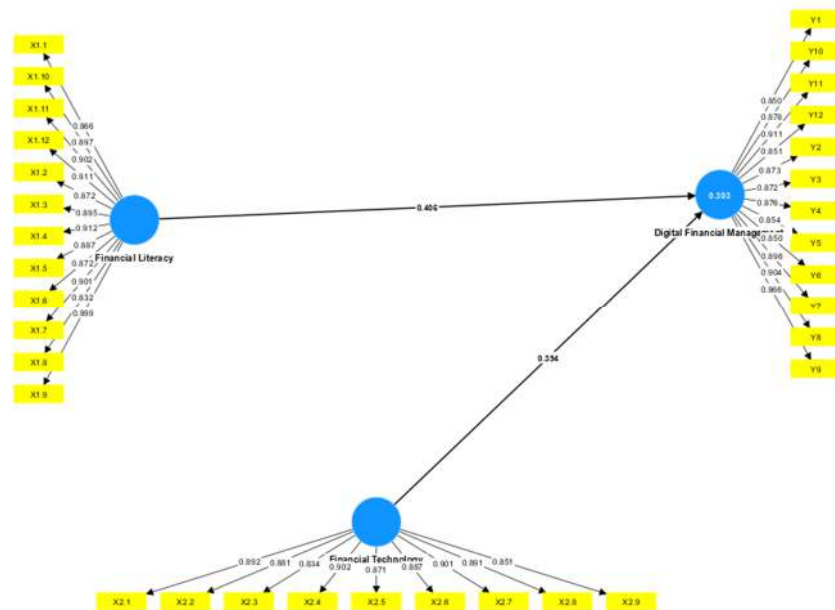 X1.1
X1.10
X1.11
X1.12
X1.2
X1.3
X1.4
X1.5
X1.6
X1.7
X1.8
X1.9
0.866
0.897
0.902
0.911
0.872
0.895
0.912
0.887
0.872
0.901
0.832
0.899
Financial Literacy
0.406
Y1
Y10
Y11
Y12
Y2
Y3
Y4
Y5
Y6
Y7
Y8
Y9
0.850
0.878
0.911
0.851
0.873
0.872
0.876
0.854
0.850
0.896
0.904
0.866
Digital Financial Management
0.394
Financial Technology
0.892
0.881
0.834
0.902
0.871
0.887
0.901
0.891
0.851
X2.1
X2.2
X2.3
X2.4
X2.5
X2.6
X2.7
X2.8
X2.9